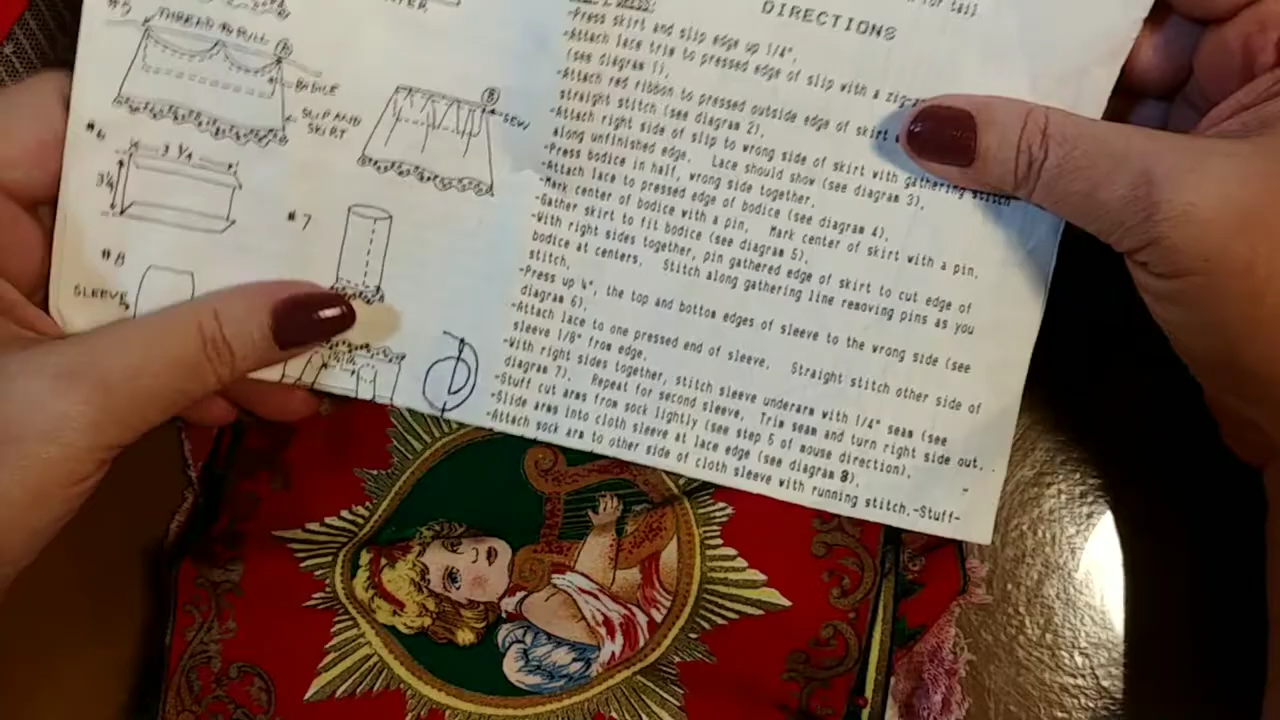 #5
THREAD TO PULL
A
BODICE
SLIP AND
SKIRT
B
SEW
#6
3 1/4
3 1/4
#7
#8
SLEEVE
for tail
DIRECTIONS
-Press skirt and slip edge up 1/4",
-Attach lace trim to pressed edge of slip with a
(see diagram 1),
-Attach red ribbon to pressed outside edge of skirt
straight stitch (see diagram 2),
-Attach right side of slip to wrong side of skirt with gathering stitch
along unfinished edge. Lace should show (see diagram 3),
-Press bodice in half, wrong side together,
-Attach lace to pressed edge of bodice (see diagram 4),
-Mark center of bodice with a pin, Mark center of skirt with a pin,
-Gather skirt to fit bodice (see diagram 5),
-With right sides together, pin gathered edge of skirt to cut edge of
bodice at centers. Stitch along gathering line removing pins as you
stitch,
-Press up ¼", the top and bottom edges of sleeve to the wrong side (see
diagram 6),
-Attach lace to one pressed end of sleeve, Straight stitch other side of
sleeve 1/8" from edge,
-With right sides together, stitch sleeve underarm with 1/4" seam (see
diagram 7), Repeat for second sleeve, Trim seam and turn right side out.
-Stuff cut arms from sock lightly (see step 5 of mouse direction),
-Slide arms into cloth sleeve at lace edge (see diagram 8),
-Attach sock arm to other side of cloth sleeve with running stitch.-Stuff-